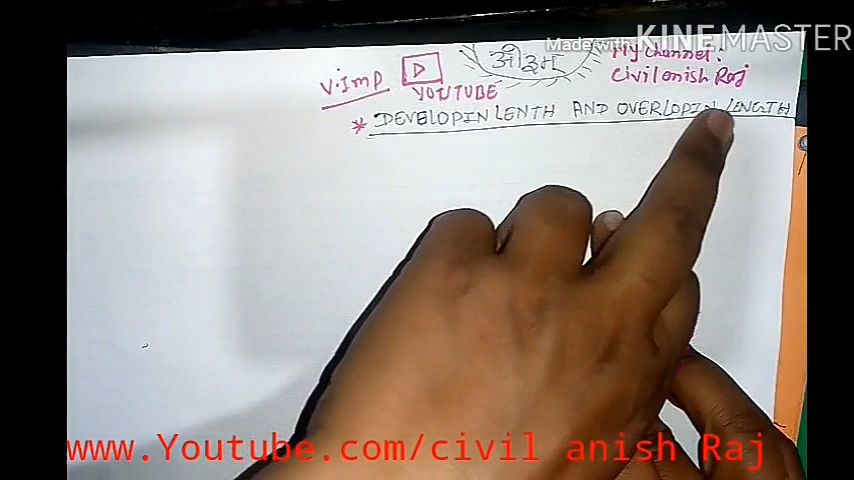 Made with KINEMASTER
V.Imp
YOUTUBE
My Channel:
Civil anish Raj
* DEVELOPIN LENTH AND OVERLOPIN LENGTH
www.Youtube.com/civil anish Raj